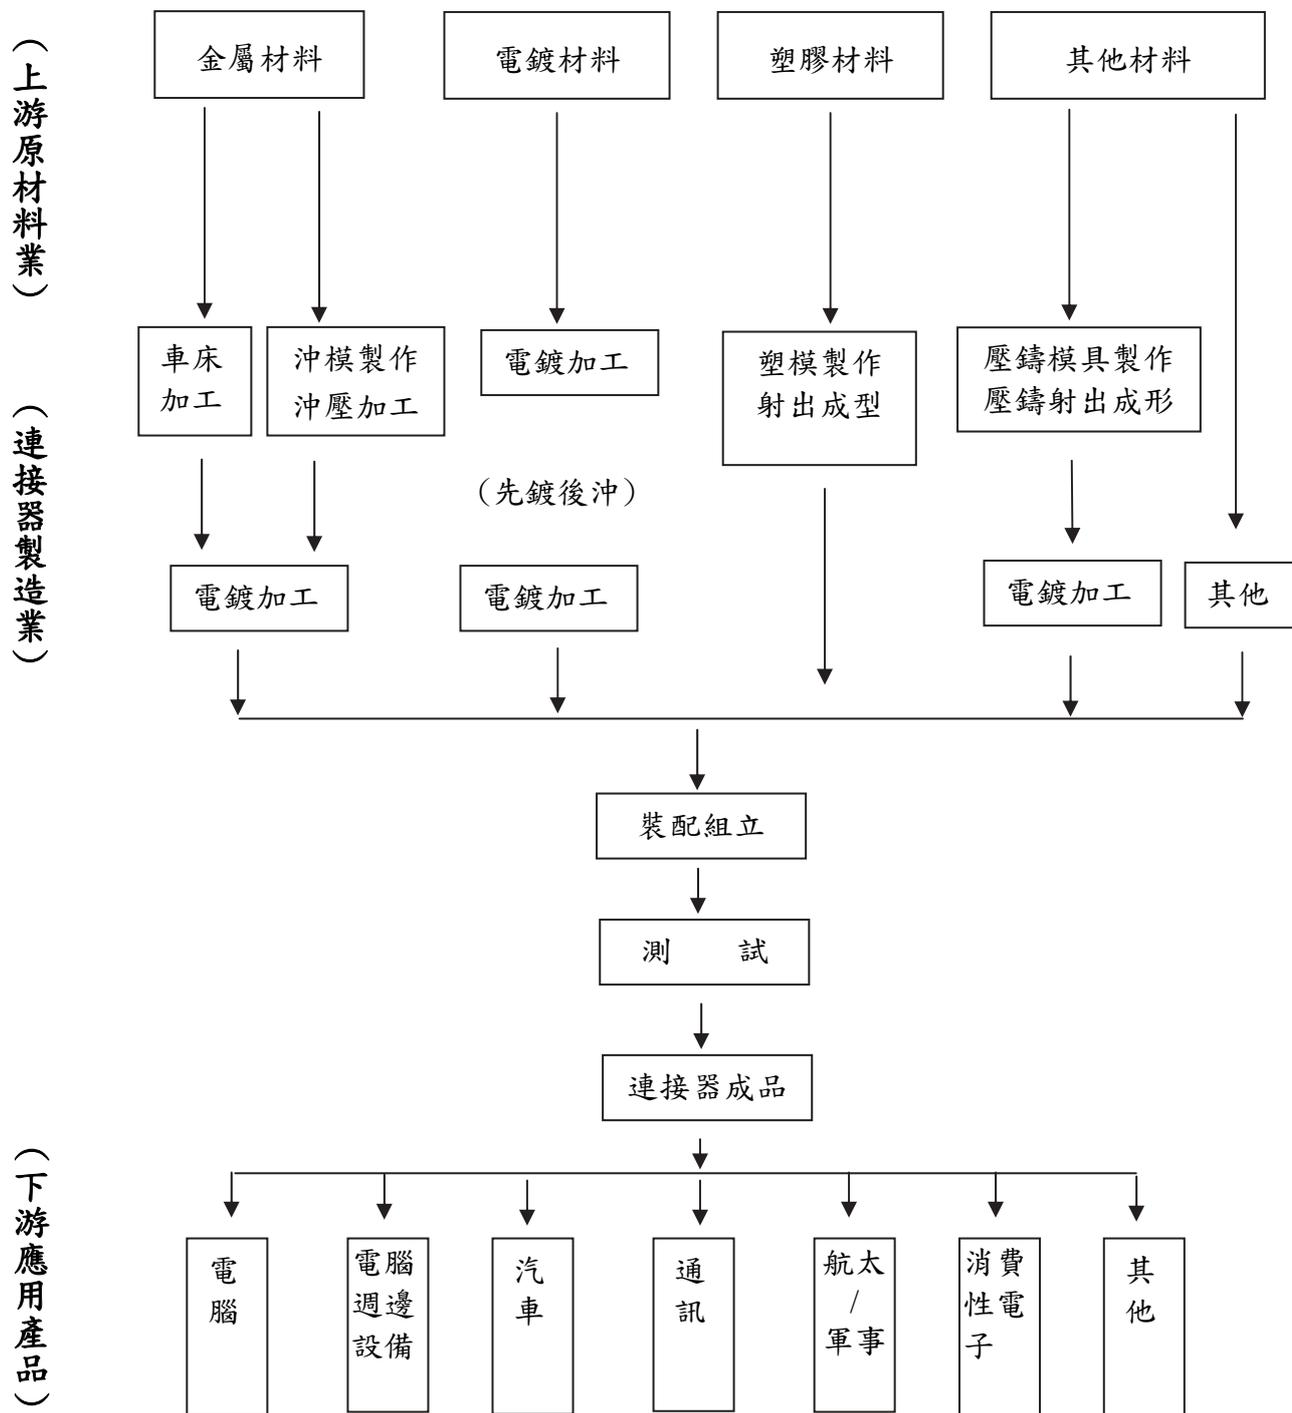 （上游原材料業）
金屬材料
電鍍材料
塑膠材料
其他材料
（連接器製造業）
車床
加工
沖模製作
沖壓加工
電鍍加工
塑模製作
射出成型
壓鑄模具製作
壓鑄射出成形
（先鍍後沖）
電鍍加工
電鍍加工
電鍍加工
其他
裝配組立
測　　試
連接器成品
（下游應用產品）
電
腦
電腦
週邊
設備
汽
車
通
訊
航太
/
軍事
消費
性電
子
其
他